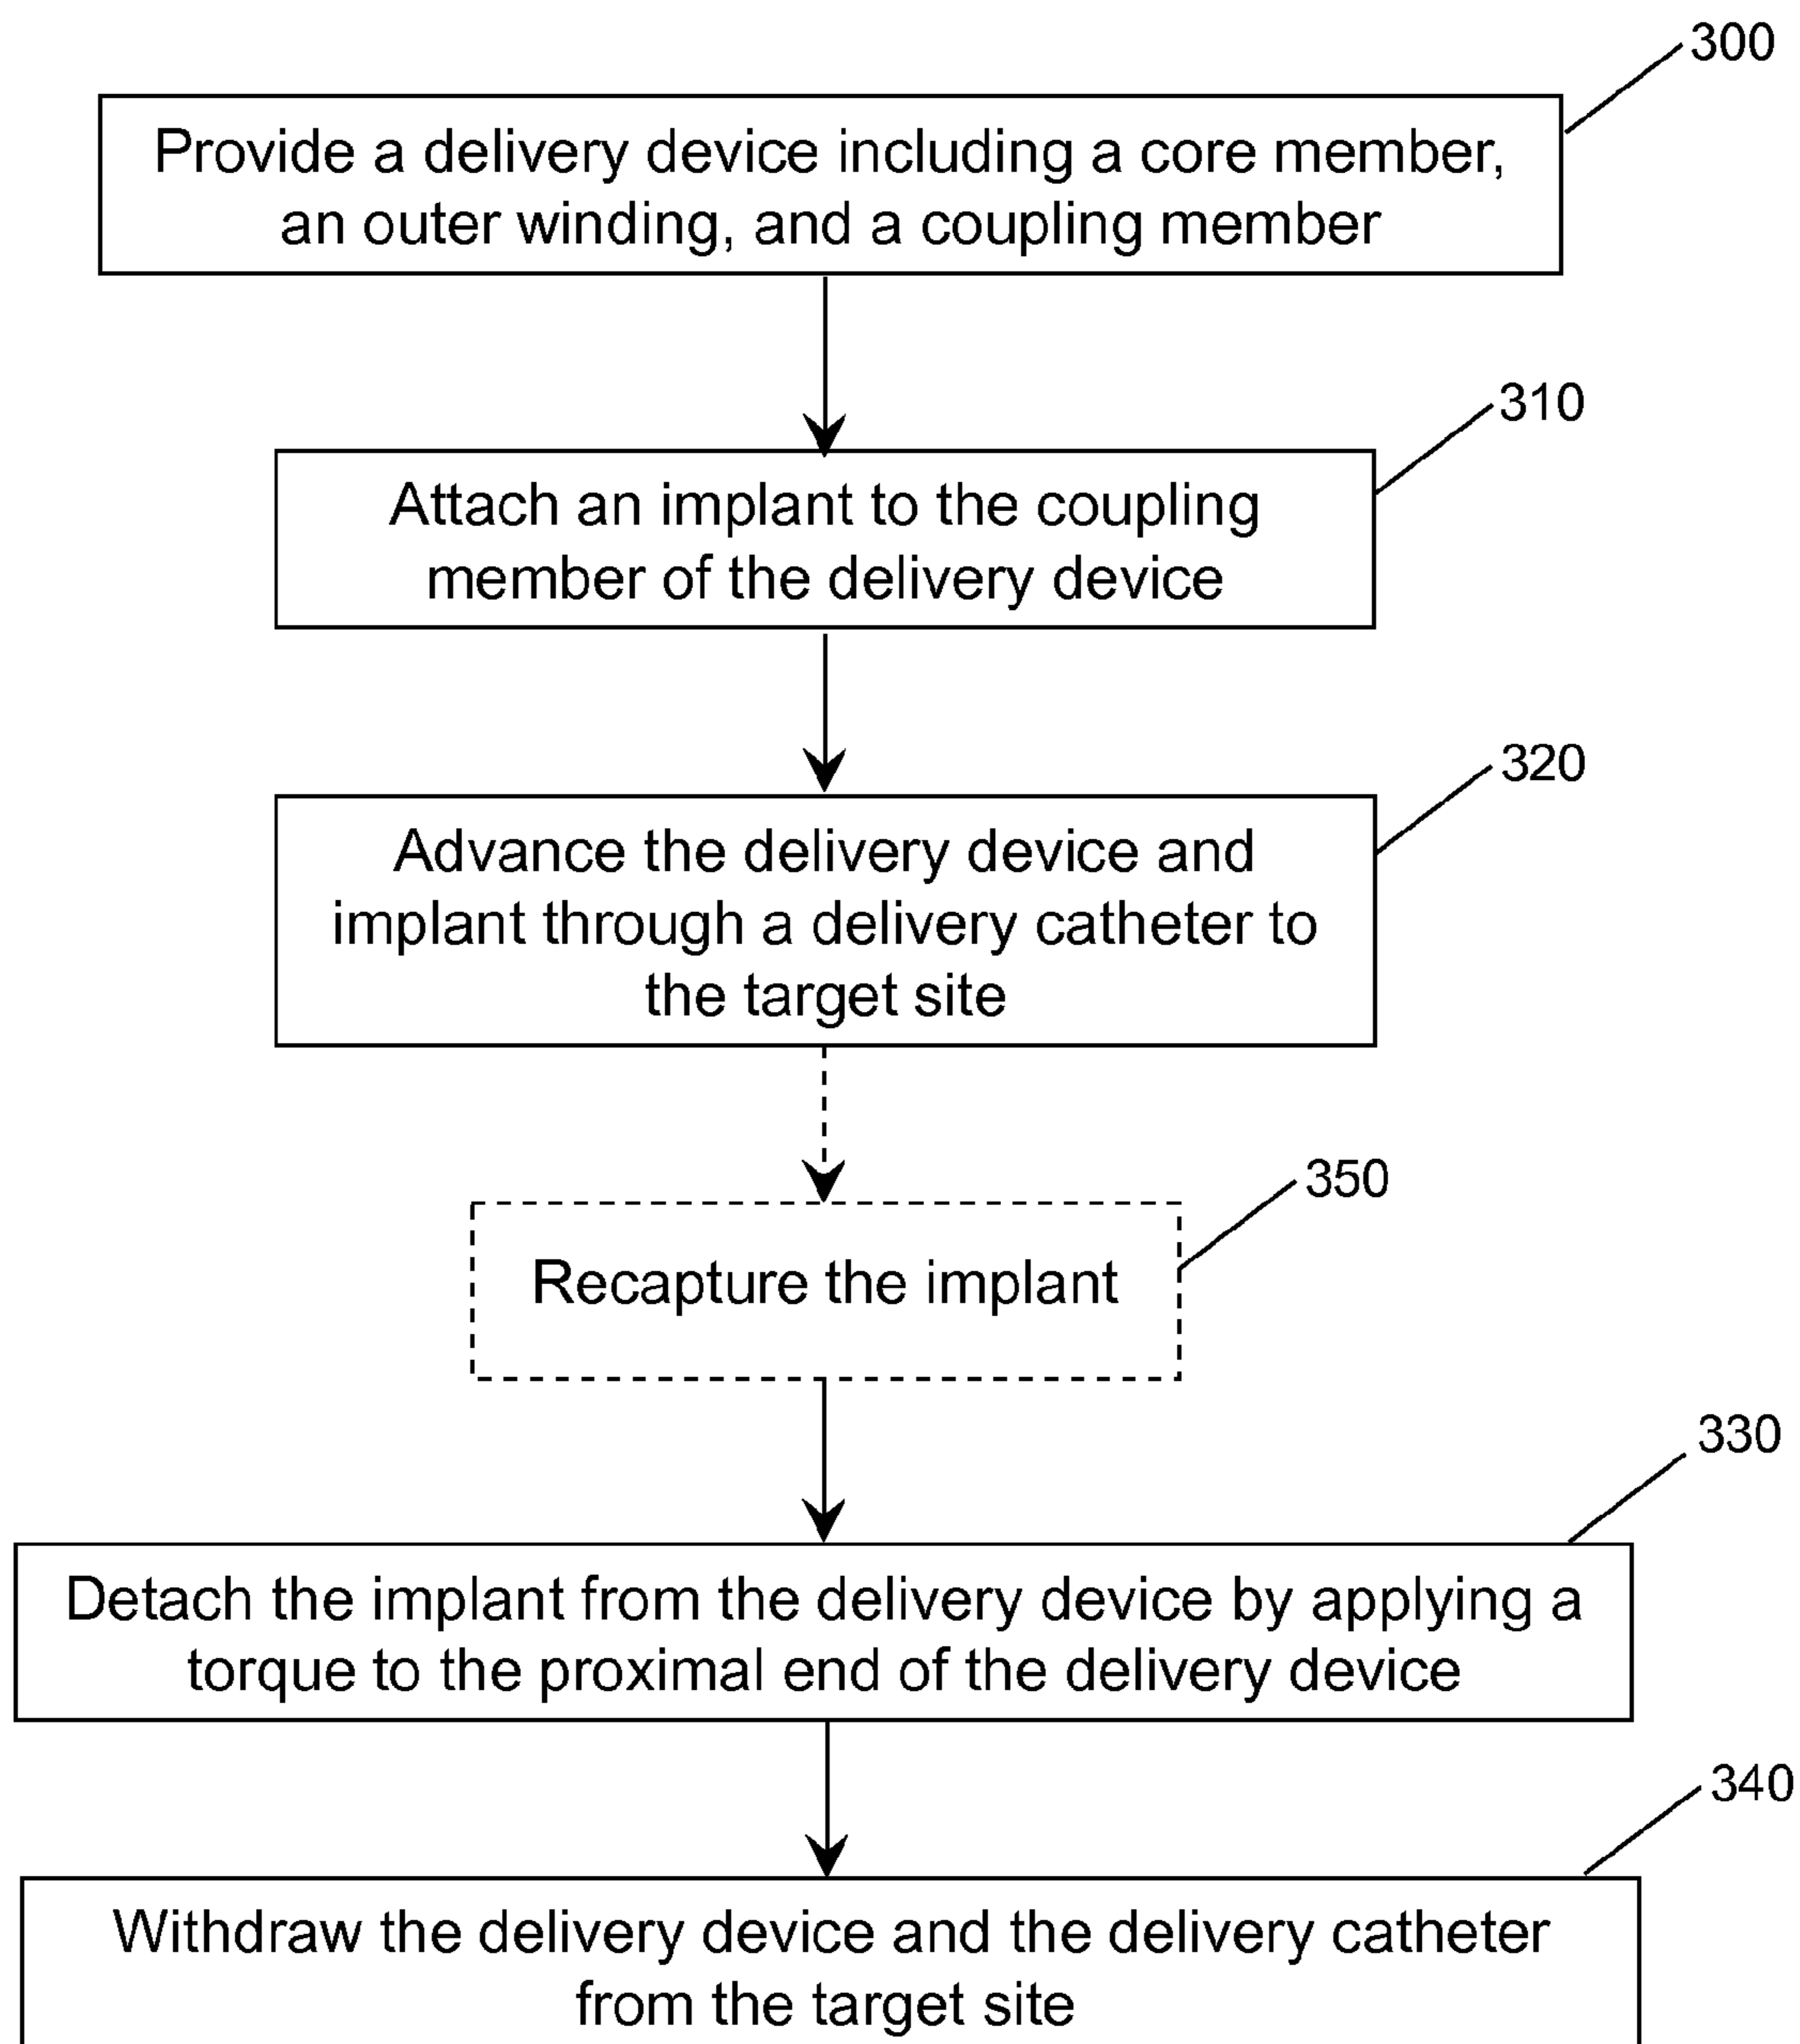 300
Provide a delivery device including a core member,
an outer winding, and a coupling member
310
Attach an implant to the coupling
member of the delivery device
320
Advance the delivery device and
implant through a delivery catheter to
the target site
350
Recapture the implant
330
Detach the implant from the delivery device by applying a
torque to the proximal end of the delivery device
340
Withdraw the delivery device and the delivery catheter
from the target site